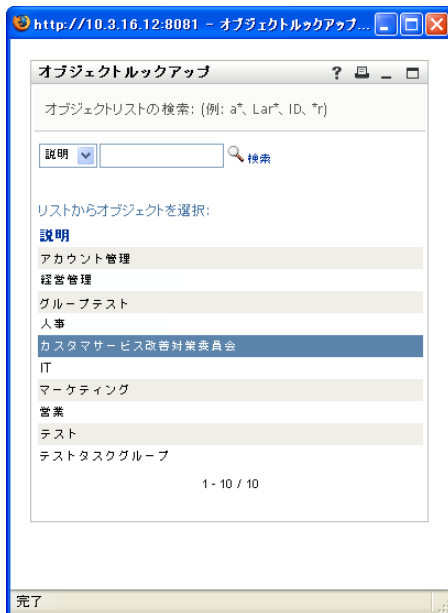 http://10.3.16.12:8081 - オブジェクトルックアップ...
オブジェクトルックアップ ?
オブジェクトリストの検索: (例: a*、Lar*、ID、*r)
説明 検索
リストからオブジェクトを選択:
説明
アカウント管理
経営管理
グループテスト
人事
カスタマサービス改善対策委員会
IT
マーケティング
営業
テスト
テストタスクグループ
1 - 10 / 10
完了